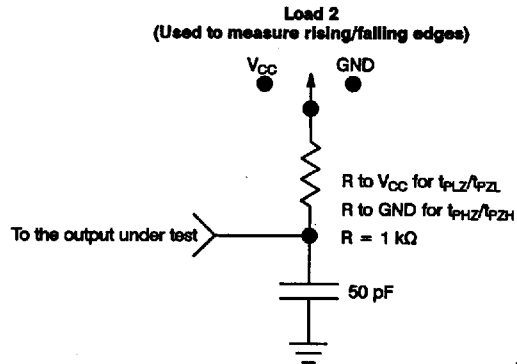 Load 2
(Used to measure rising/falling edges)
VCC GND
R to VCC for tPLZ/tPZL
R to GND for tPHZ/tPZH
To the output under test R = 1 kΩ
50 pF